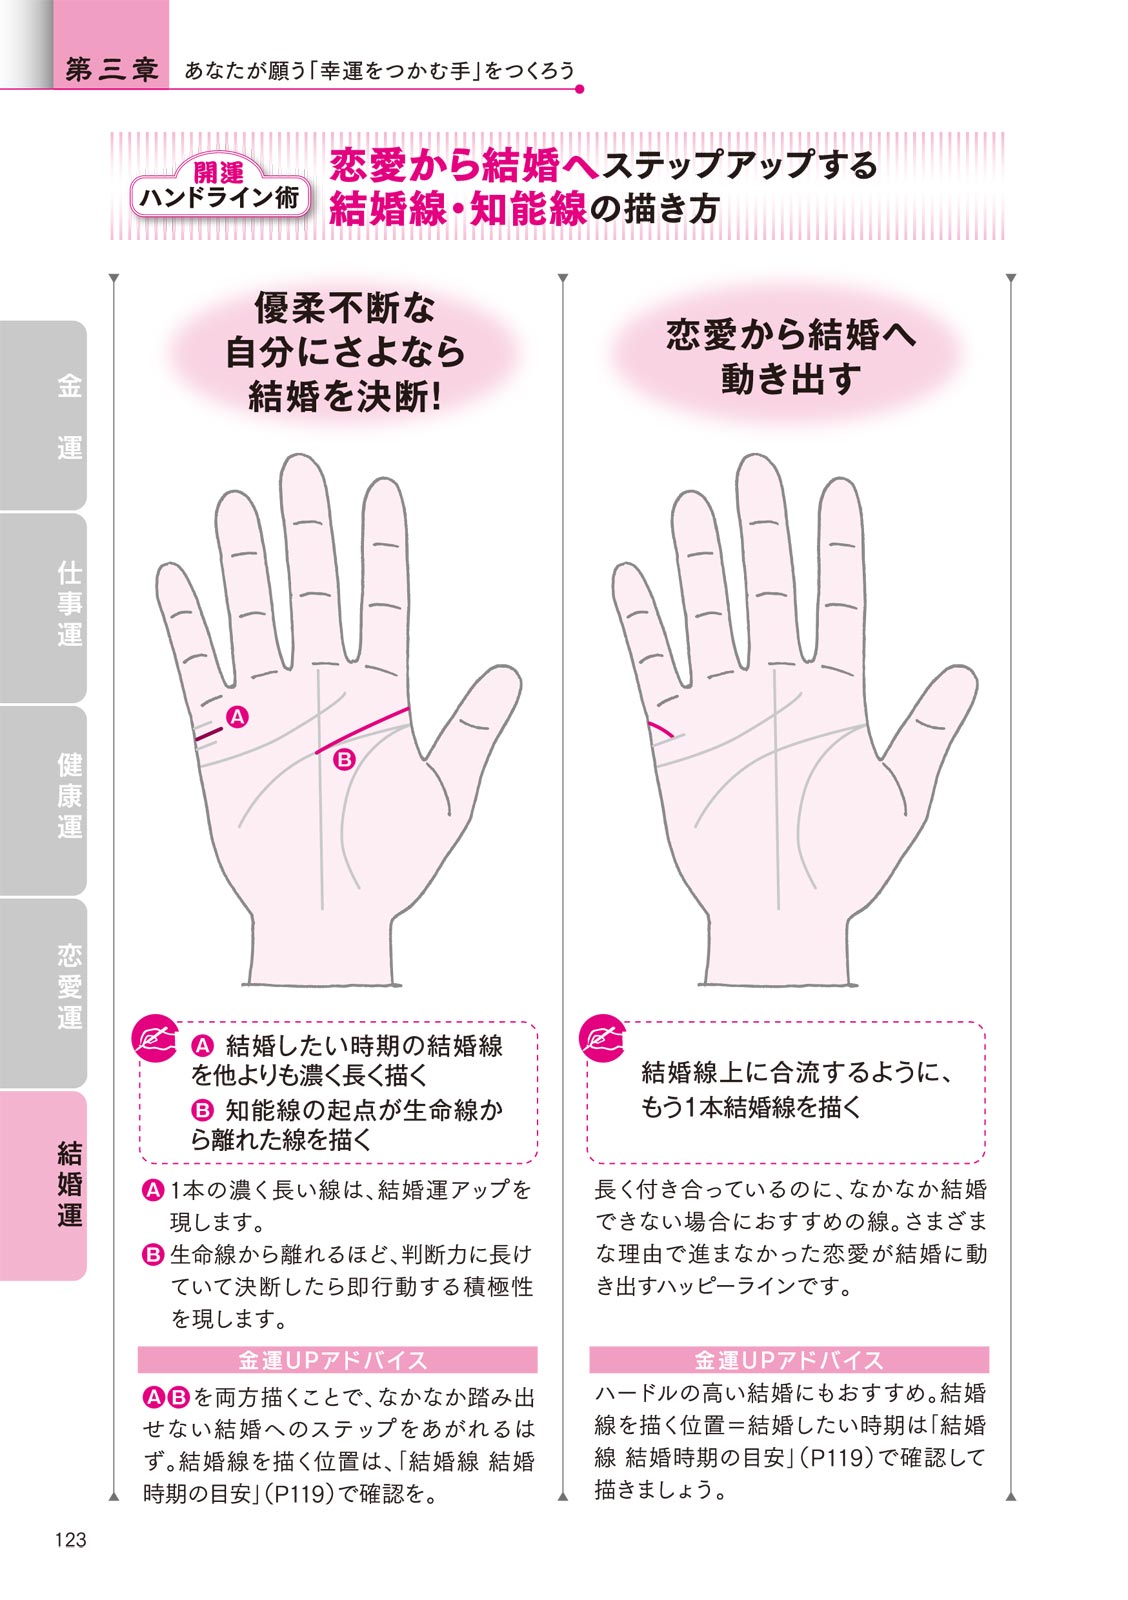 第三章 あなたが願う「幸運をつかむ手」をつくろう
開運
ハンドライン術
恋愛から結婚へステップアップする
結婚線・知能線の描き方
金運
仕事運
健康運
恋愛運
結婚運
優柔不断な
自分にさよなら
結婚を決断!
A
B
A 結婚したい時期の結婚線
を他よりも濃く長く描く
B 知能線の起点が生命線か
ら離れた線を描く
A 1本の濃く長い線は、結婚運アップを
現します。
B 生命線から離れるほど、判断力に長け
ていて決断したら即行動する積極性
を現します。
金運UPアドバイス
ABを両方描くことで、なかなか踏み出
せない結婚へのステップをあがれるは
ず。結婚線を描く位置は、「結婚線 結婚
時期の目安」(P119)で確認を。
恋愛から結婚へ
動き出す
結婚線上に合流するように、
もう1本結婚線を描く
長く付き合っているのに、なかなか結婚
できない場合におすすめの線。さまざま
な理由で進まなかった恋愛が結婚に動
き出すハッピーラインです。
金運UPアドバイス
ハードルの高い結婚にもおすすめ。結婚
線を描く位置=結婚したい時期は「結婚
線 結婚時期の目安」(P119)で確認して
描きましょう。
123